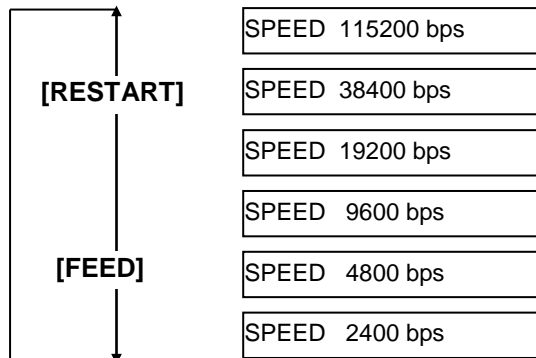 SPEED 115200 bps
[RESTART]
SPEED 38400 bps
SPEED 19200 bps
SPEED 9600 bps
[FEED]
SPEED 4800 bps
SPEED 2400 bps